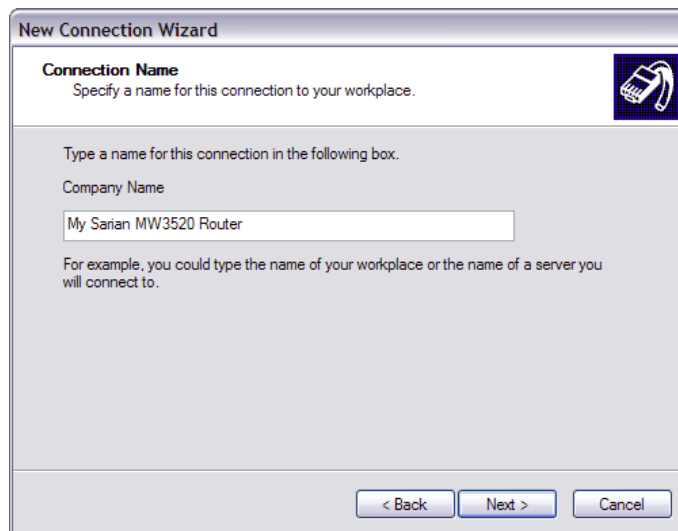 New Connection Wizard
Connection Name
Specify a name for this connection to your workplace.
Type a name for this connection in the following box.
Company Name
My Sarian MW3520 Router
For example, you could type the name of your workplace or the name of a server you
will connect to.
< Back Next > Cancel